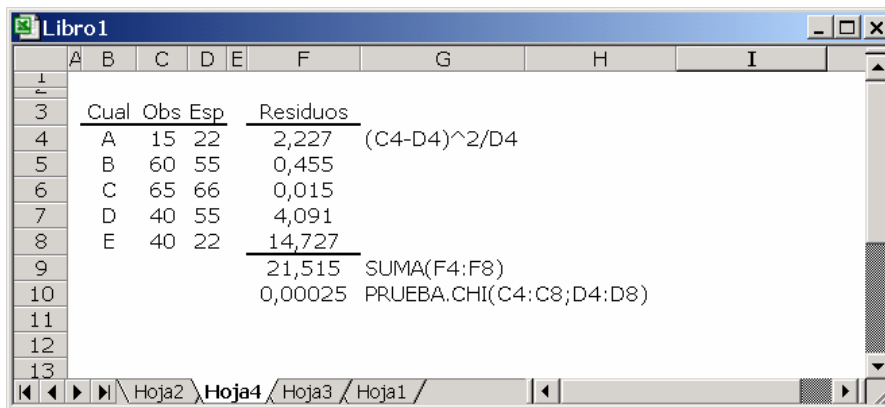 Libro1
A B C D E F G H I
1
2
3 Cual Obs Esp Residuos
4 A 15 22 2,227 (C4-D4)^2/D4
5 B 60 55 0,455
6 C 65 66 0,015
7 D 40 55 4,091
8 E 40 22 14,727
9 21,515 SUMA(F4:F8)
10 0,00025 PRUEBA.CHI(C4:C8;D4:D8)
11
12
13
Hoja2 Hoja4 Hoja3 Hoja1